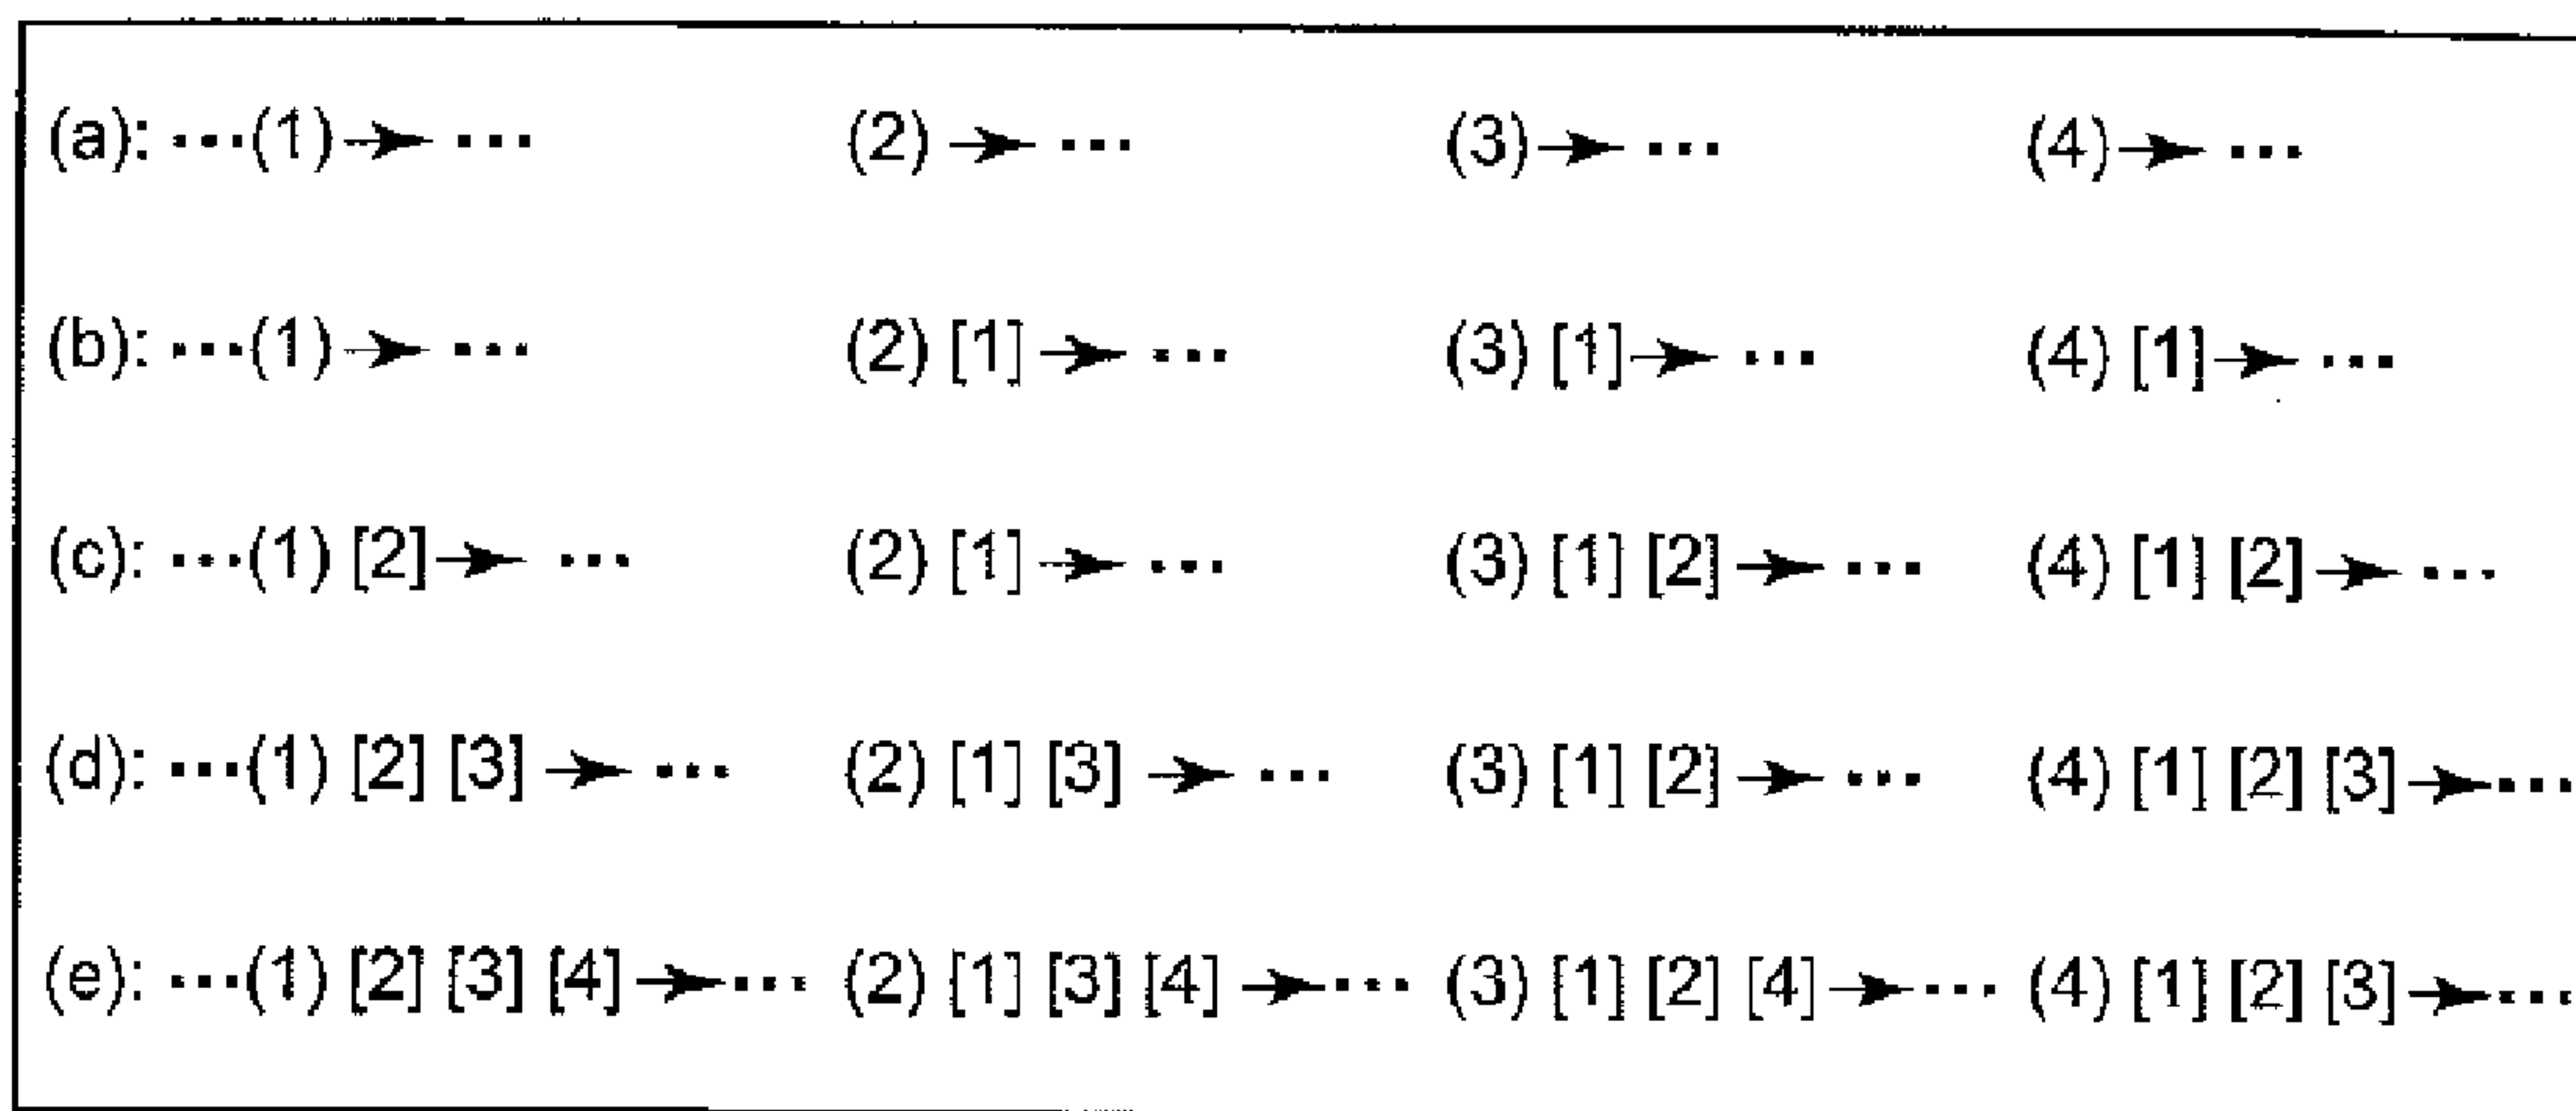 (a): ···(1) → ··· (2) → ··· (3) → ··· (4) → ···
(b): ···(1) → ··· (2) [1] → ··· (3) [1] → ··· (4) [1] → ···
(c): ···(1) [2] → ··· (2) [1] → ··· (3) [1] [2] → ··· (4) [1] [2] → ···
(d): ···(1) [2] [3] → ··· (2) [1] [3] → ··· (3) [1] [2] → ··· (4) [1] [2] [3] → ···
(e): ···(1) [2] [3] [4] → ··· (2) [1] [3] [4] → ··· (3) [1] [2] [4] → ··· (4) [1] [2] [3] → ···